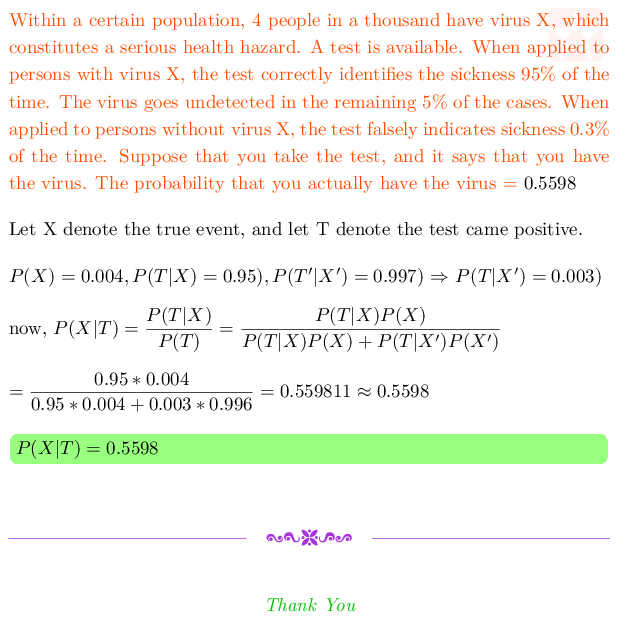 Within a certain population, 4 people in a thousand have virus X, which
constitutes a serious health hazard. A test is available. When applied to
persons with virus X, the test correctly identifies the sickness 95% of the
time. The virus goes undetected in the remaining 5% of the cases. When
applied to persons without virus X, the test falsely indicates sickness 0.3%
of the time. Suppose that you take the test, and it says that you have
the virus. The probability that you actually have the virus = 0.5598
Let X denote the true event, and let T denote the test came positive.
P(X) = 0.004, P(T|X) = 0.95), P(T′|X′) = 0.997) ⇒ P(T|X′) = 0.003)
now, P(X|T) = P(T|X) / P(T) = P(T|X)P(X) / P(T|X)P(X) + P(T|X′)P(X′)
= 0.95 * 0.004 / 0.95 * 0.004 + 0.003 * 0.996 = 0.559811 ≈ 0.5598
P(X|T) = 0.5598
Thank You